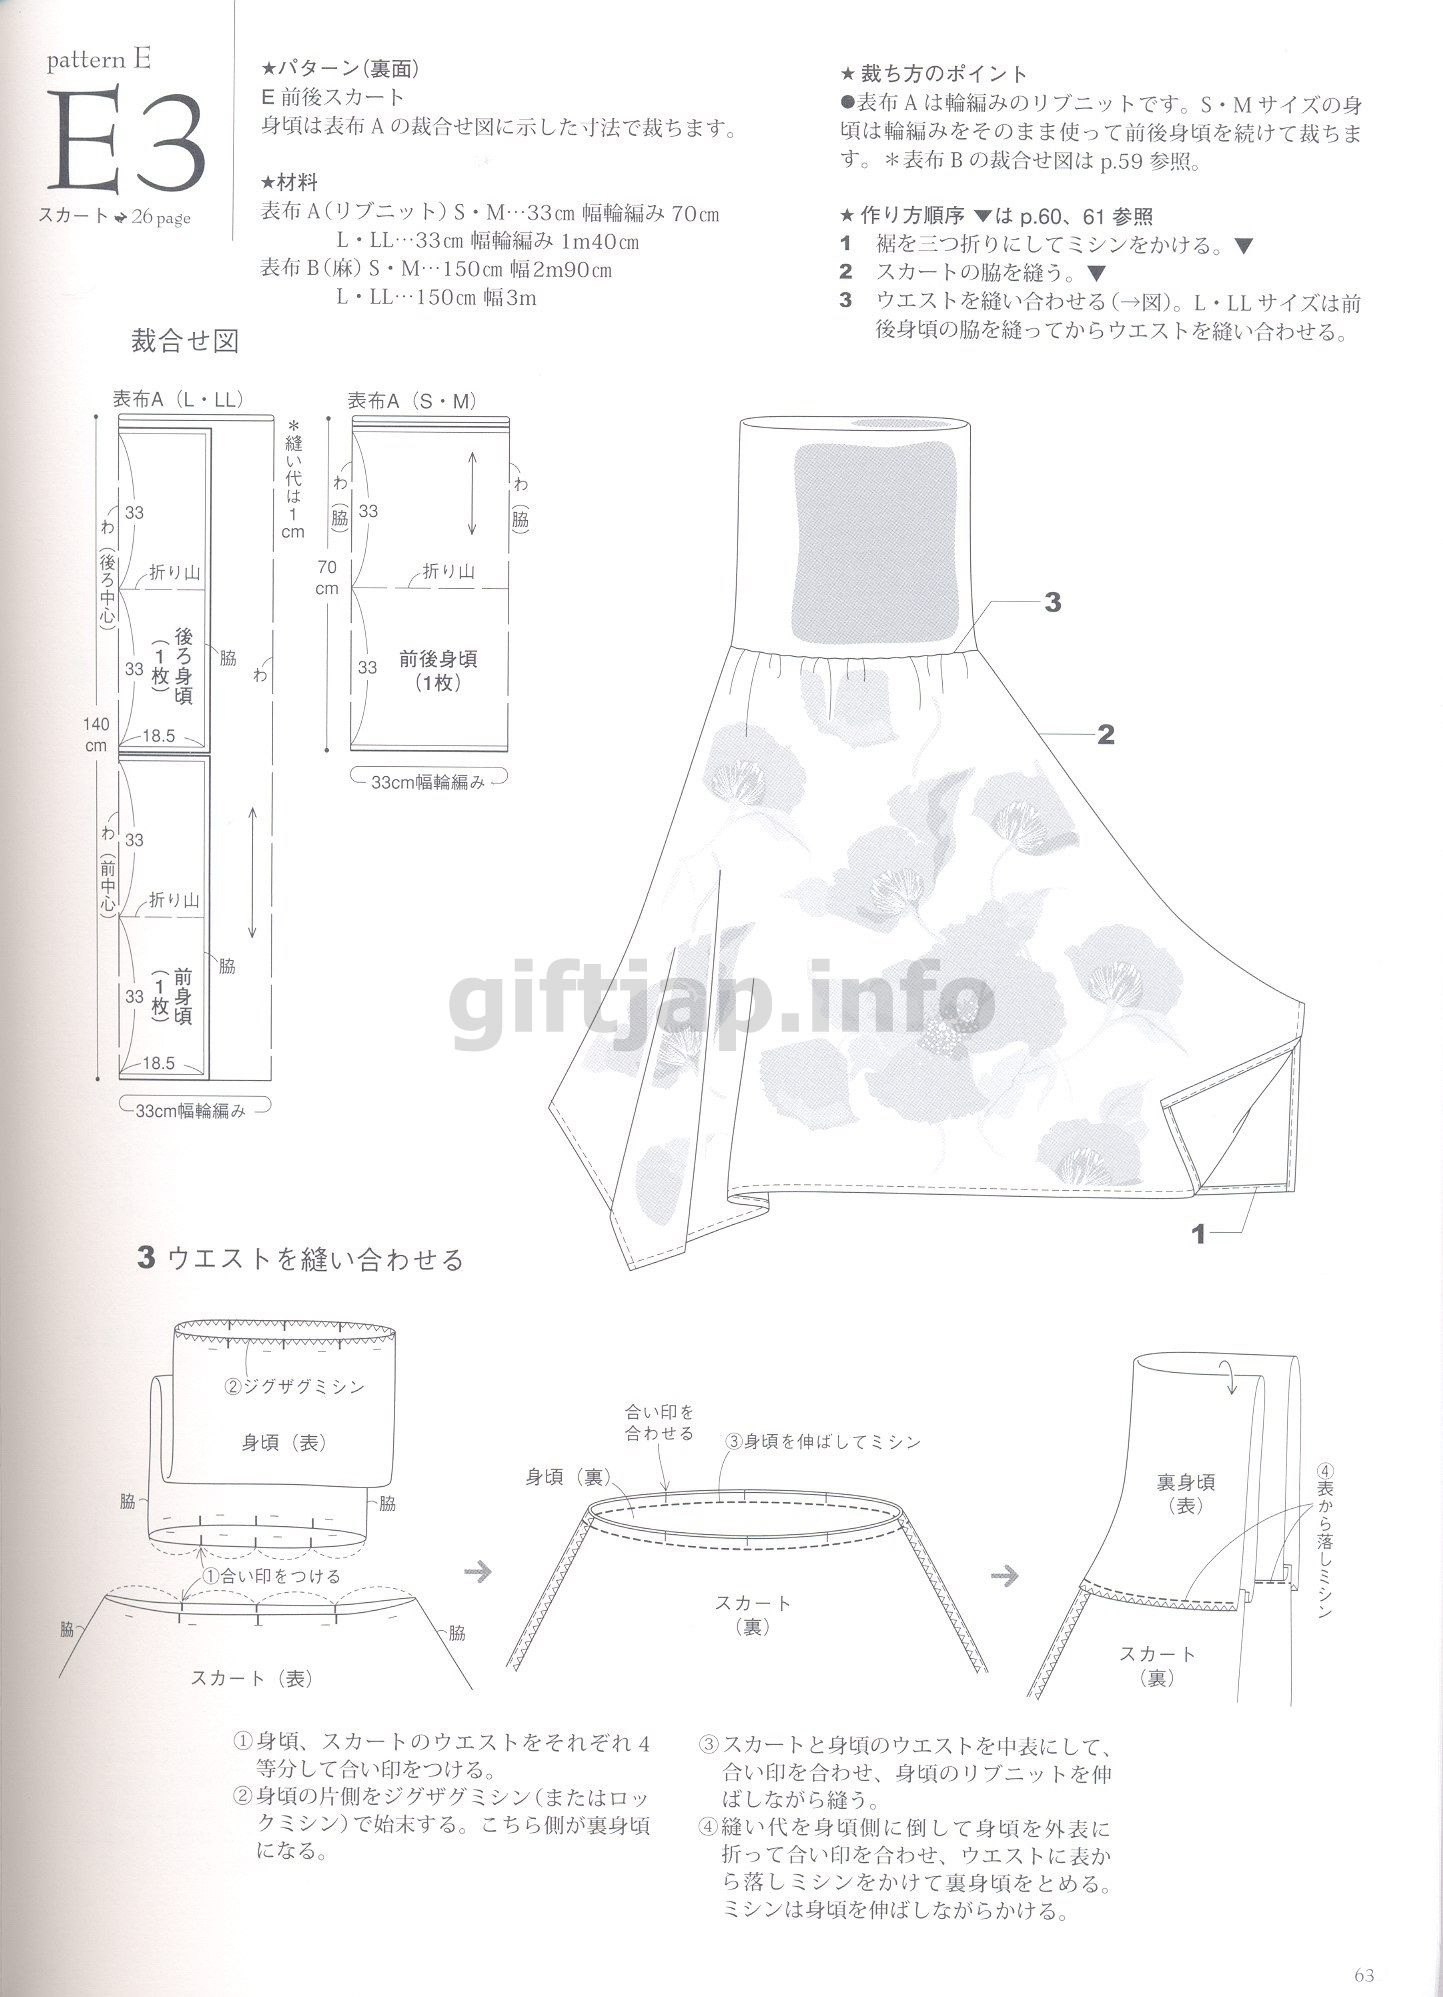 pattern E
E3
スカート➩26 page
★パターン(裏面)
E 前後スカート
身頃は表布 A の裁合せ図に示した寸法で裁ちます。
★材料
表布 A(リブニット) S・M…33㎝ 幅輪編み 70㎝
L・LL…33㎝ 幅輪編み 1m40㎝
表布 B(麻) S・M…150㎝ 幅2m90㎝
L・LL…150㎝ 幅3m
★ 裁ち方のポイント
●表布 A は輪編みのリブニットです。S・M サイズの身
頃は輪編みをそのまま使って前後身頃を続けて裁ちま
す。＊表布 B の裁合せ図は p.59 参照。
★ 作り方順序 ▼は p.60、61 参照
1 裾を三つ折りにしてミシンをかける。▼
2 スカートの脇を縫う。▼
3 ウエストを縫い合わせる(→図)。L・LL サイズは前
後身頃の脇を縫ってからウエストを縫い合わせる。
裁合せ図
表布A（L・LL）
＊縫い代は1cm
140
cm
わ（後ろ中心）
33
折り山
33
後ろ身頃
（1枚）
脇
わ
18.5
わ（前中心）
33
折り山
33
前身頃
（1枚）
脇
18.5
33cm幅輪編み
表布A（S・M）
70
cm
わ（脇）
33
わ（脇）
折り山
33
前後身頃
（1枚）
33cm幅輪編み
3
2
1
giftjap.info
3 ウエストを縫い合わせる
②ジグザグミシン
身頃（表）
脇
脇
①合い印をつける
脇
脇
スカート（表）
合い印を
合わせる
③身頃を伸ばしてミシン
身頃（裏）
スカート
（裏）
裏身頃
（表）
④表から落しミシン
スカート
（裏）
①身頃、スカートのウエストをそれぞれ 4
等分して合い印をつける。
②身頃の片側をジグザグミシン(またはロッ
クミシン)で始末する。こちら側が裏身頃
になる。
③スカートと身頃のウエストを中表にして、
合い印を合わせ、身頃のリブニットを伸
ばしながら縫う。
④縫い代を身頃側に倒して身頃を外表に
折って合い印を合わせ、ウエストに表か
ら落しミシンをかけて裏身頃をとめる。
ミシンは身頃を伸ばしながらかける。
63